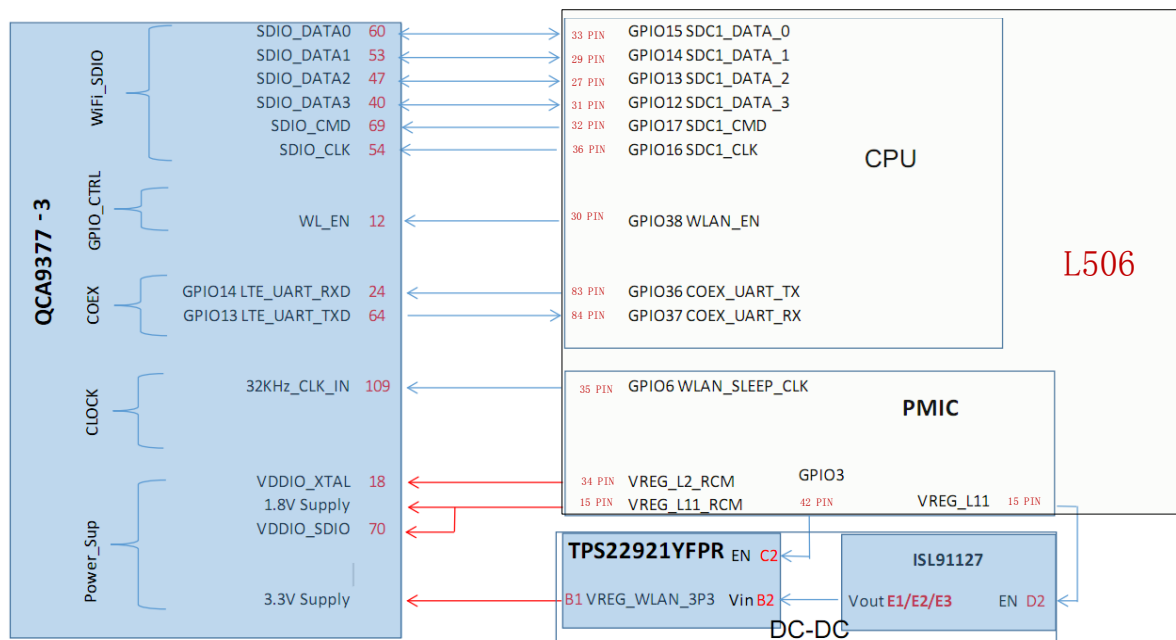 SDIO_DATA0 60 33 PIN GPIO15 SDC1_DATA_0
SDIO_DATA1 53 29 PIN GPIO14 SDC1_DATA_1
SDIO_DATA2 47 27 PIN GPIO13 SDC1_DATA_2
SDIO_DATA3 40 31 PIN GPIO12 SDC1_DATA_3
SDIO_CMD 69 32 PIN GPIO17 SDC1_CMD
SDIO_CLK 54 36 PIN GPIO16 SDC1_CLK
WiFi_SDIO
CPU
GPIO_CTRL
WL_EN 12 30 PIN GPIO38 WLAN_EN
QCA9377 -3
L506
COEX
GPIO14 LTE_UART_RXD 24 83 PIN GPIO36 COEX_UART_TX
GPIO13 LTE_UART_TXD 64 84 PIN GPIO37 COEX_UART_RX
CLOCK
32KHz_CLK_IN 109 35 PIN GPIO6 WLAN_SLEEP_CLK
PMIC
Power_Sup
VDDIO_XTAL 18 34 PIN VREG_L2_RCM GPIO3
1.8V Supply 15 PIN VREG_L11_RCM 42 PIN VREG_L11 15 PIN
VDDIO_SDIO 70
TPS22921YFPR EN C2 ISL91127
3.3V Supply B1 VREG_WLAN_3P3 Vin B2 Vout E1/E2/E3 EN D2
DC-DC